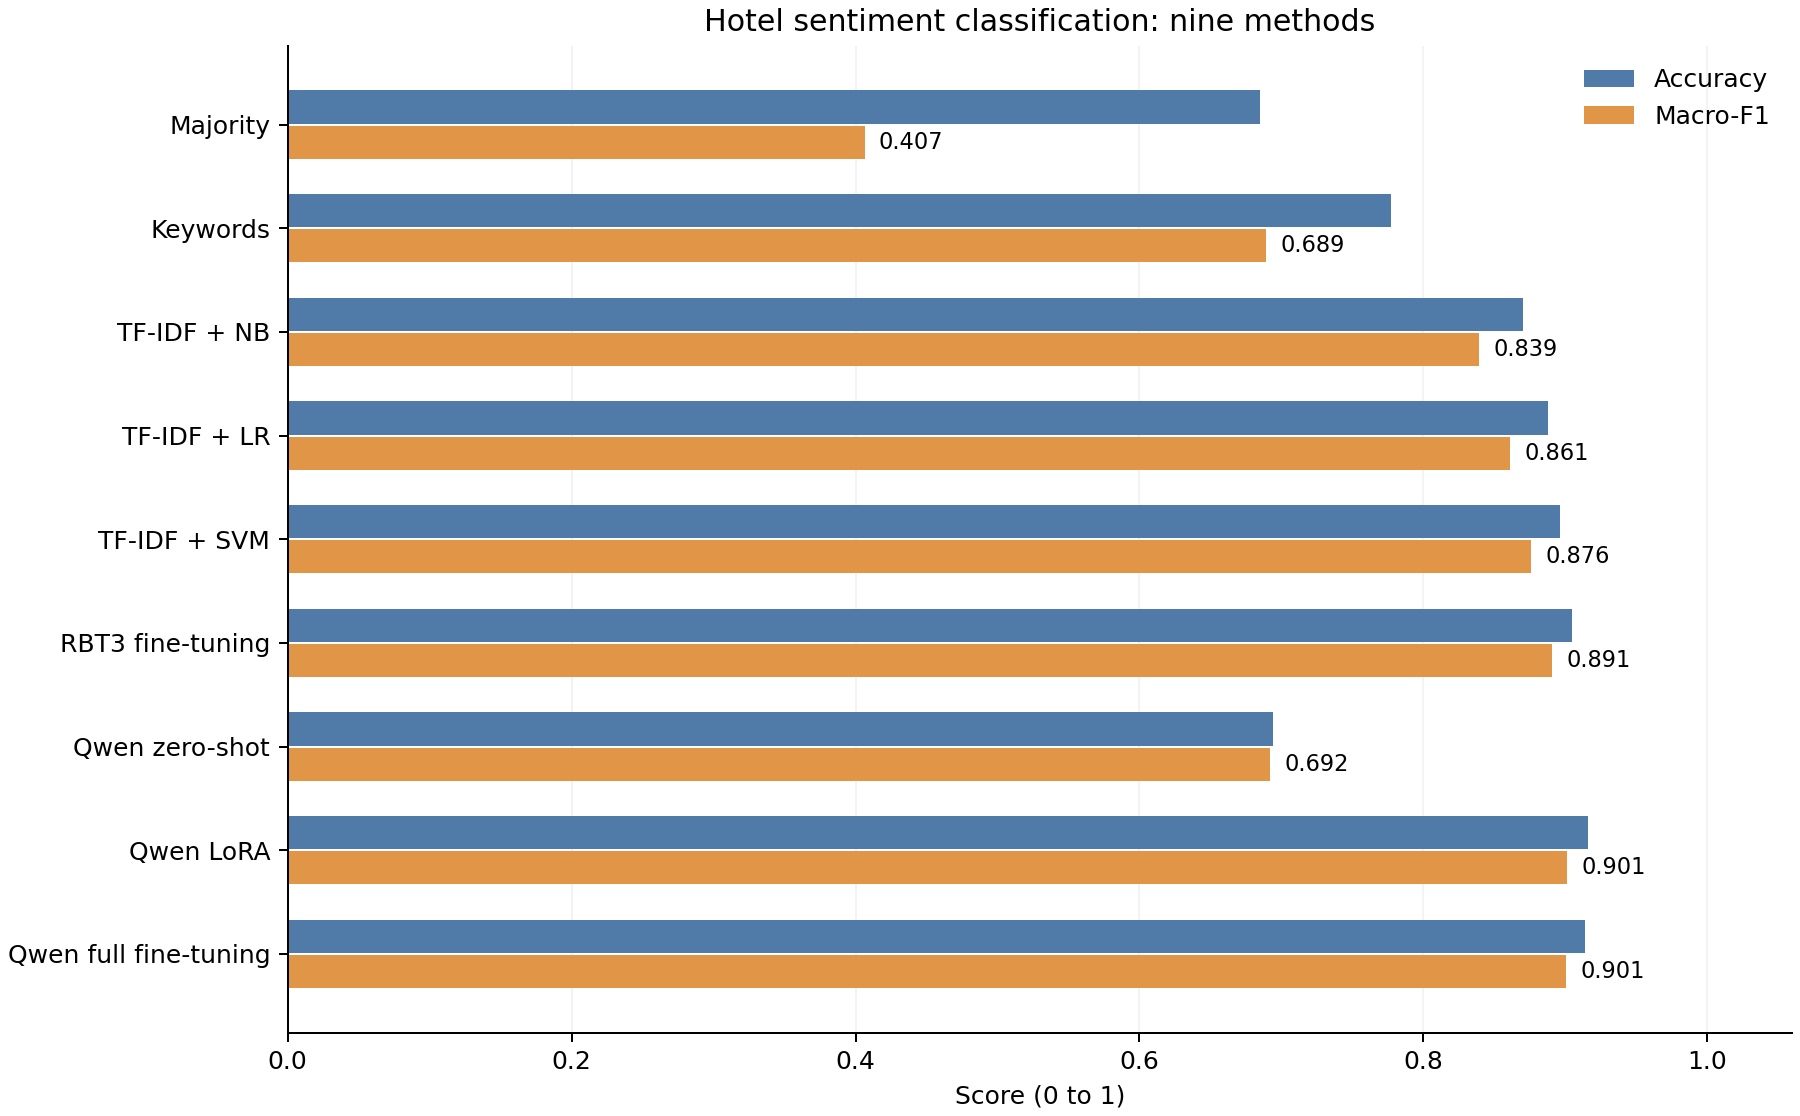 Hotel sentiment classification: nine methods
Accuracy
Macro-F1
Majority
0.407
Keywords
0.689
TF-IDF + NB
0.839
TF-IDF + LR
0.861
TF-IDF + SVM
0.876
RBT3 fine-tuning
0.891
Qwen zero-shot
0.692
Qwen LoRA
0.901
Qwen full fine-tuning
0.901
0.0 0.2 0.4 0.6 0.8 1.0
Score (0 to 1)